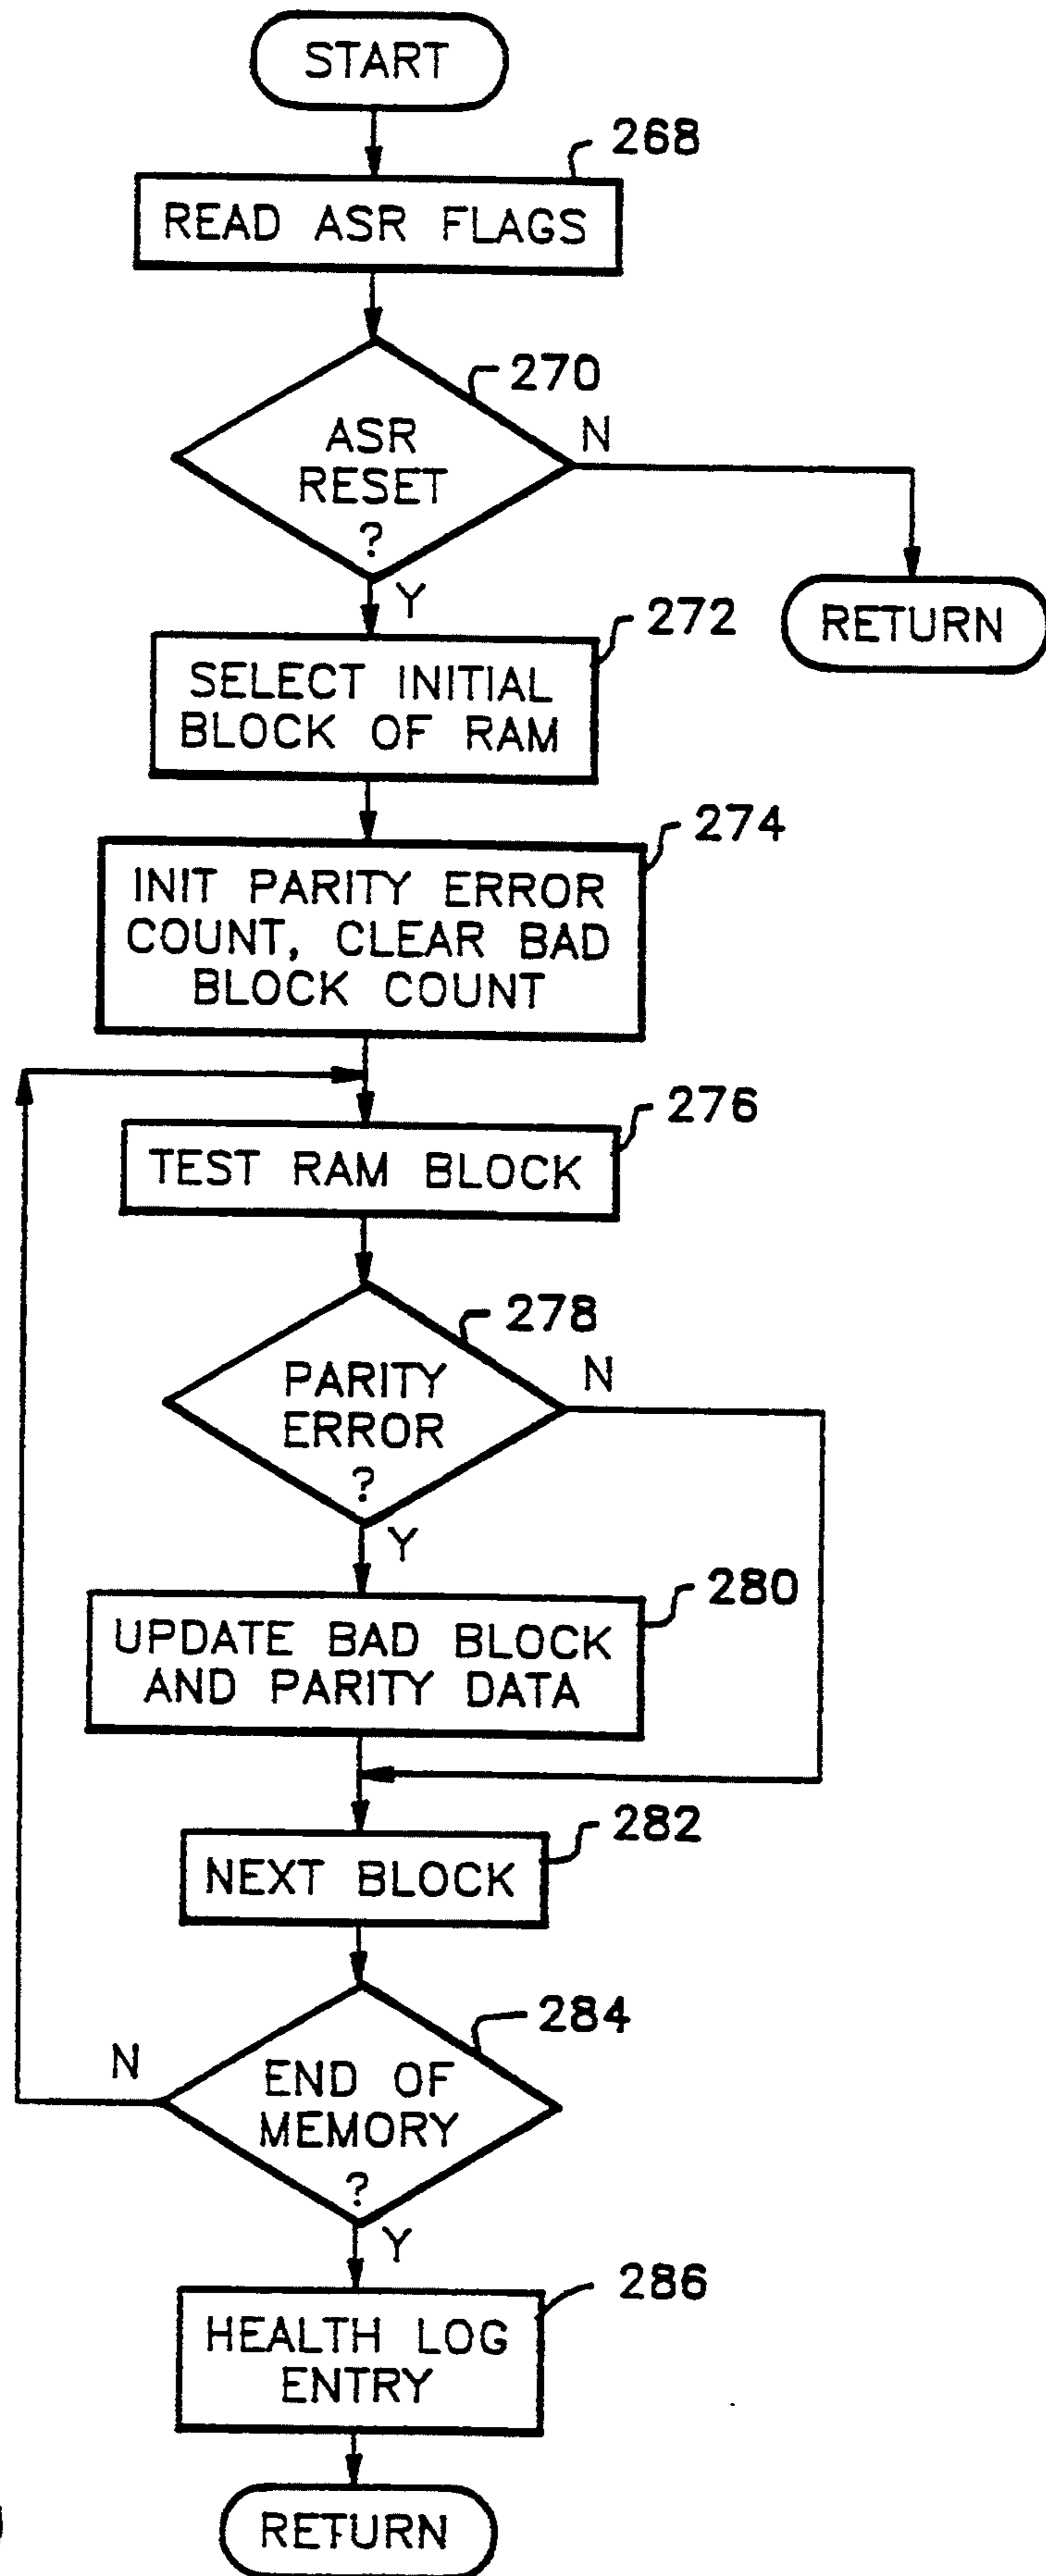 START
268
READ ASR FLAGS
270
ASR
RESET
?
N
Y
RETURN
272
SELECT INITIAL
BLOCK OF RAM
274
INIT PARITY ERROR
COUNT, CLEAR BAD
BLOCK COUNT
276
TEST RAM BLOCK
278
PARITY
ERROR
?
N
Y
280
UPDATE BAD BLOCK
AND PARITY DATA
282
NEXT BLOCK
284
N
END OF
MEMORY
?
Y
286
HEALTH LOG
ENTRY
RETURN